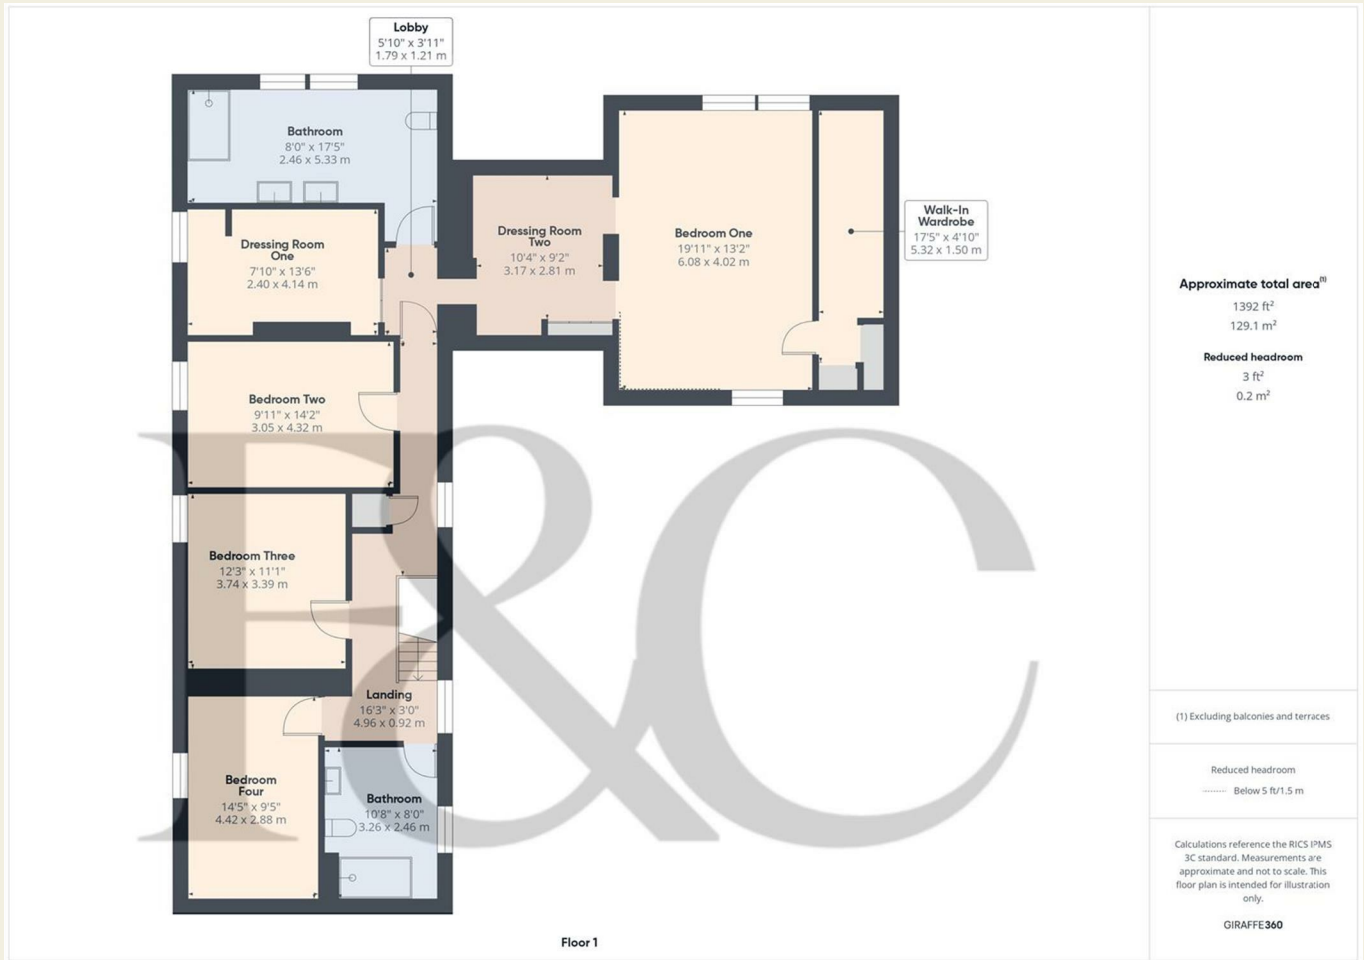 Lobby
5'10" x 3'11"
1.79 x 1.21 m
Bathroom
8'0" x 17'5"
2.46 x 5.33 m
Dressing Room
One
7'10" x 13'6"
2.40 x 4.14 m
Dressing Room
Two
10'4" x 9'2"
3.17 x 2.81 m
Bedroom One
19'11" x 13'2"
6.08 x 4.02 m
Walk-In
Wardrobe
17'5" x 4'10"
5.32 x 1.50 m
Bedroom Two
9'11" x 14'2"
3.05 x 4.32 m
Bedroom Three
12'3" x 11'1"
3.74 x 3.39 m
Landing
16'3" x 3'0"
4.96 x 0.92 m
Bedroom
Four
14'5" x 9'5"
4.42 x 2.88 m
Bathroom
10'8" x 8'0"
3.26 x 2.46 m
F&C
Floor 1
Approximate total area(1)
1392 ft²
129.1 m²
Reduced headroom
3 ft²
0.2 m²
(1) Excluding balconies and terraces
Reduced headroom
Below 5 ft/1.5 m
Calculations reference the RICS IPMS
3C standard. Measurements are
approximate and not to scale. This
floor plan is intended for illustration
only.
GIRAFFE360